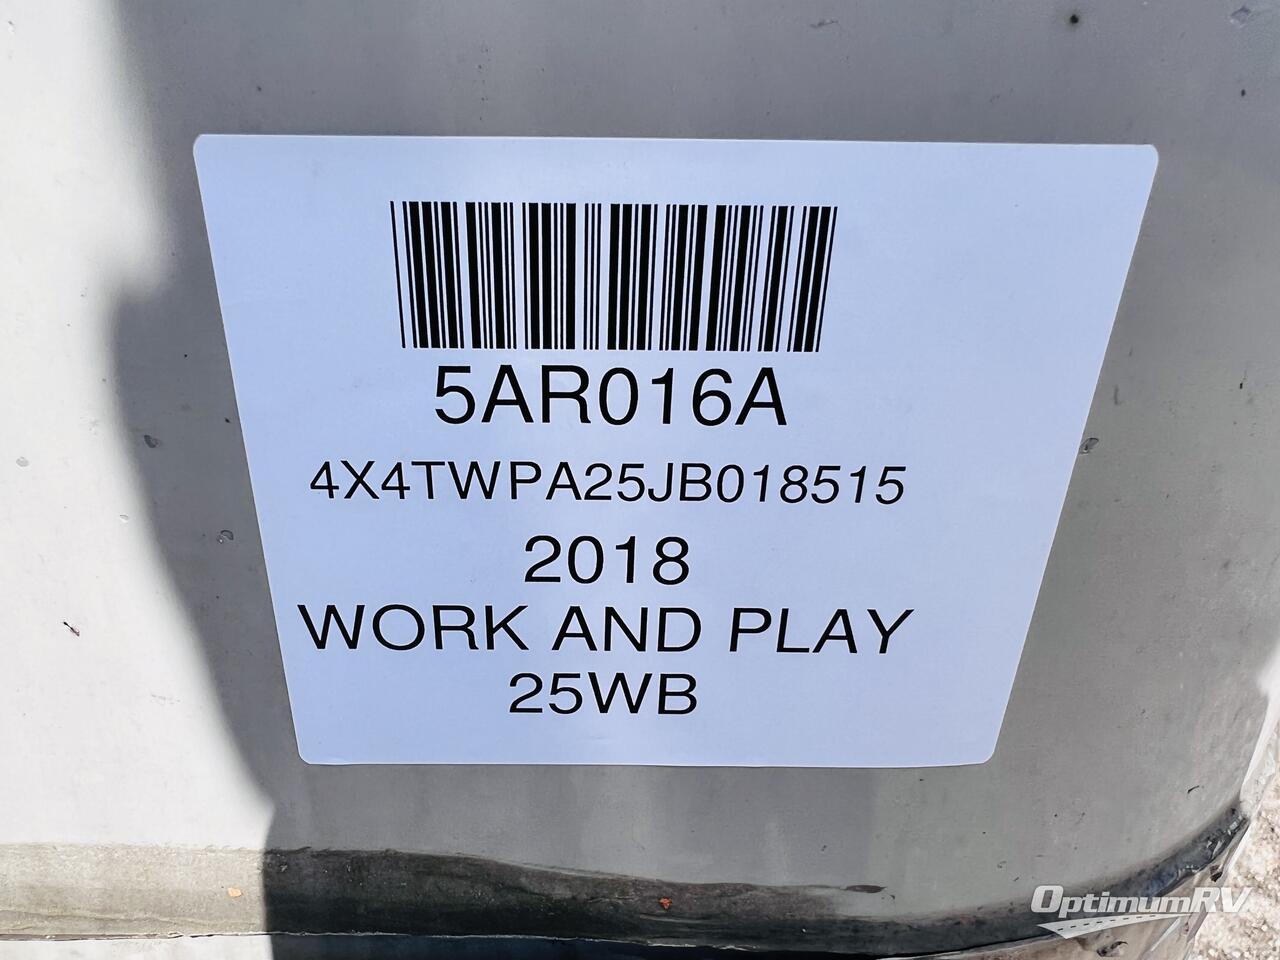 5AR016A
4X4TWPA25JB018515
2018
WORK AND PLAY
25WB
OptimumRV